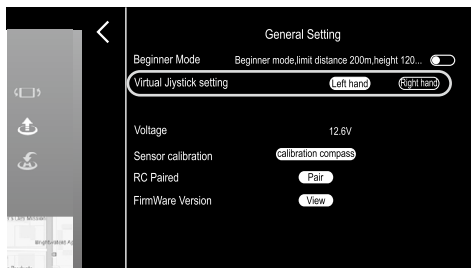 General Setting
Beginner Mode Beginner mode,limit distance 200m,height 120...
Virtual Jiystick setting Left hand Right hand
Voltage 12.6V
Sensor calibration calibration compass
RC Paired Pair
FirmWare Version View